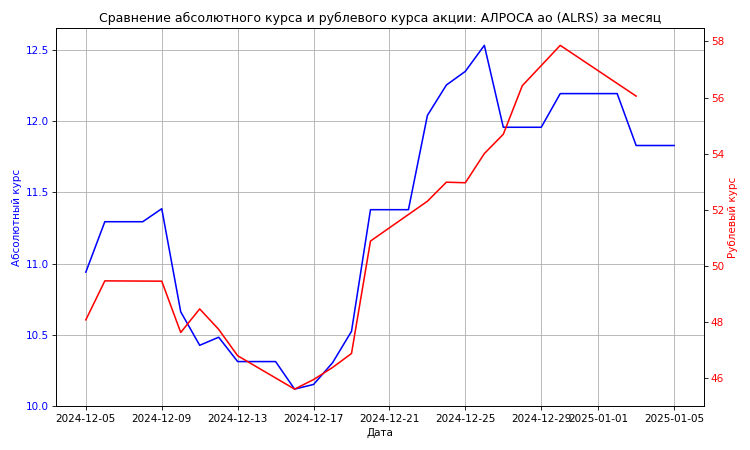 Сравнение абсолютного курса и рублевого курса акции: АЛРОСА ао (ALRS) за месяц
12.5
12.0
11.5
11.0
10.5
10.0
Абсолютный курс
58
56
54
52
50
48
46
Рублевый курс
2024-12-05 2024-12-09 2024-12-13 2024-12-17 2024-12-21 2024-12-25 2024-12-29 2025-01-01 2025-01-05
Дата